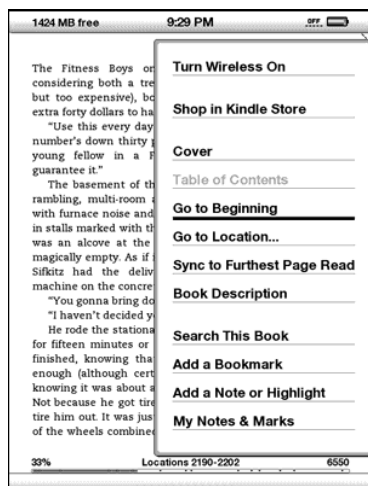 1424 MB free
9:29 PM
OFF
The Fitness Boys on
considering both a tre
but too expensive), bo
extra forty dollars to ha
"Use this every day
number's down thirty p
young fellow in a F
guarantee it."
The basement of th
rambling, multi-room a
with furnace noise and
in stalls marked with th
was an alcove at the
magically empty. As if
Sifkitz had the deliv
machine on the concre
"You gonna bring do
"I haven't decided y
He rode the stationa
for fifteen minutes or
finished, knowing tha
enough (although cert
knowing it was about a
Not because he got tire
tire him out. It was jus
of the wheels combined
Turn Wireless On
Shop in Kindle Store
Cover
Table of Contents
Go to Beginning
Go to Location...
Sync to Furthest Page Read
Book Description
Search This Book
Add a Bookmark
Add a Note or Highlight
My Notes & Marks
33%
Locations 2190-2202
6550